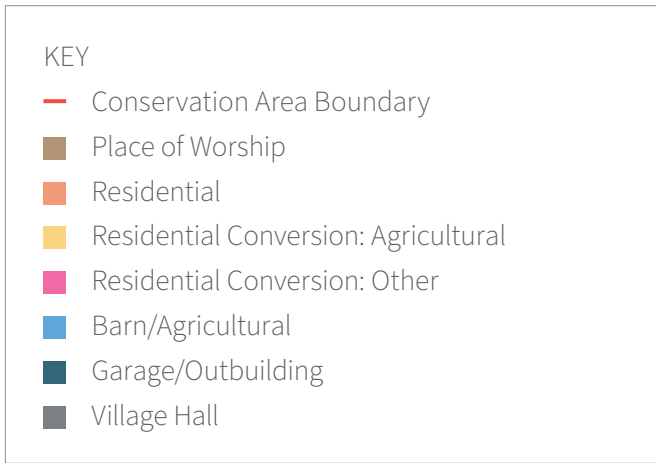 KEY
Conservation Area Boundary
Place of Worship
Residential
Residential Conversion: Agricultural
Residential Conversion: Other
Barn/Agricultural
Garage/Outbuilding
Village Hall